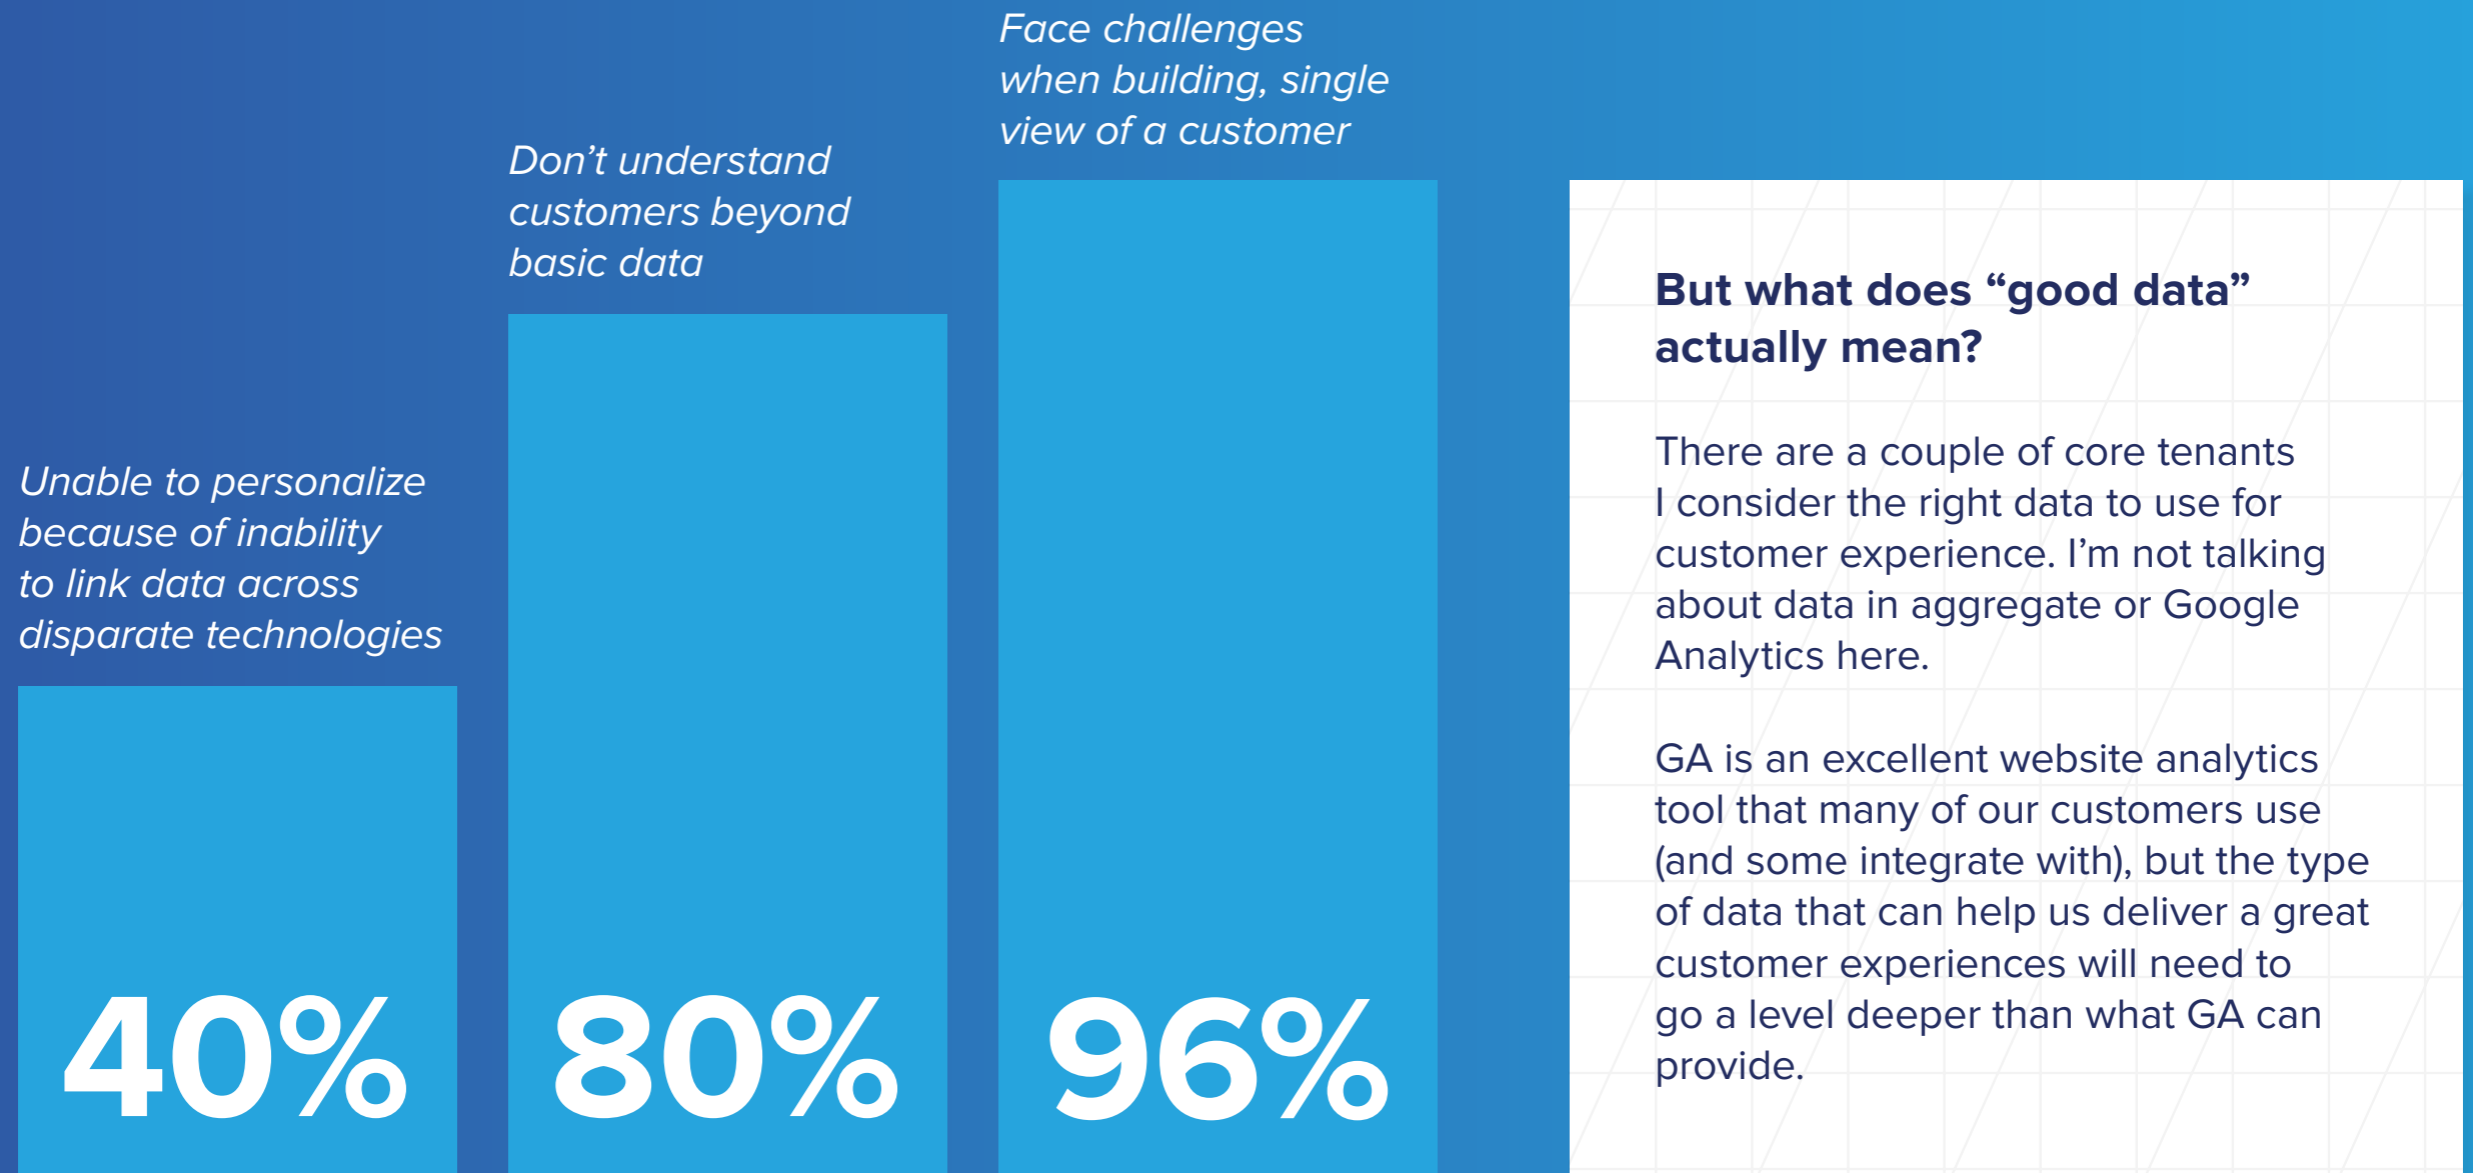 Unable to personalize
because of inability
to link data across
disparate technologies
40%
Don’t understand
customers beyond
basic data
80%
Face challenges
when building, single
view of a customer
96%
But what does “good data”
actually mean?
There are a couple of core tenants
I consider the right data to use for
customer experience. I’m not talking
about data in aggregate or Google
Analytics here.
GA is an excellent website analytics
tool that many of our customers use
(and some integrate with), but the type
of data that can help us deliver a great
customer experiences will need to
go a level deeper than what GA can
provide.